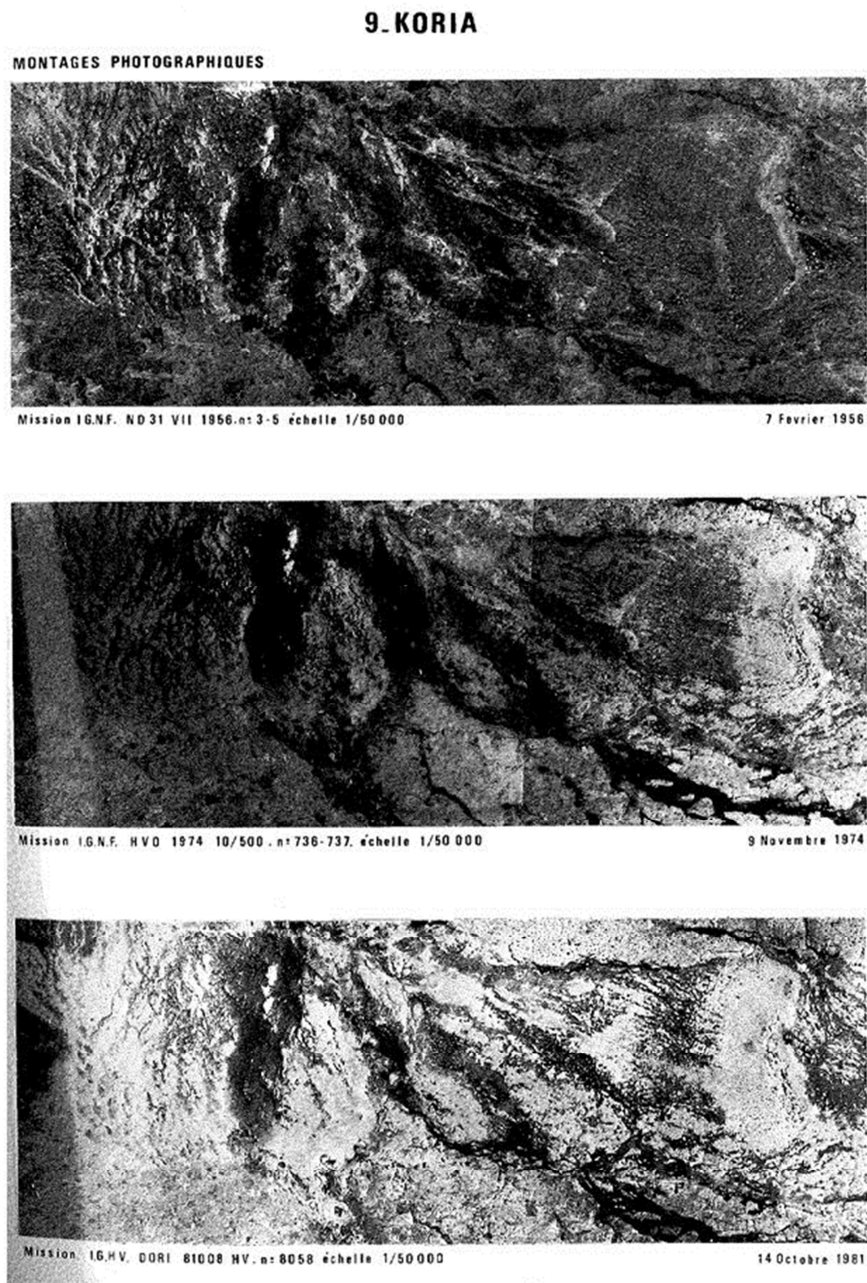 9_KORIA
MONTAGES PHOTOGRAPHIQUES
Mission I.G.N.F. ND 31 VII 1956.n: 3-5 échelle 1/50 000
7 Fevrier 1956
Mission I.G.N.F. HVO 1974 10/500 . n: 736-737. échelle 1/50 000
9 Novembre 1974
Mission I.G.HV. DORI 81008 HV. n: 8058 échelle 1/50 000
14 Octobre 1981